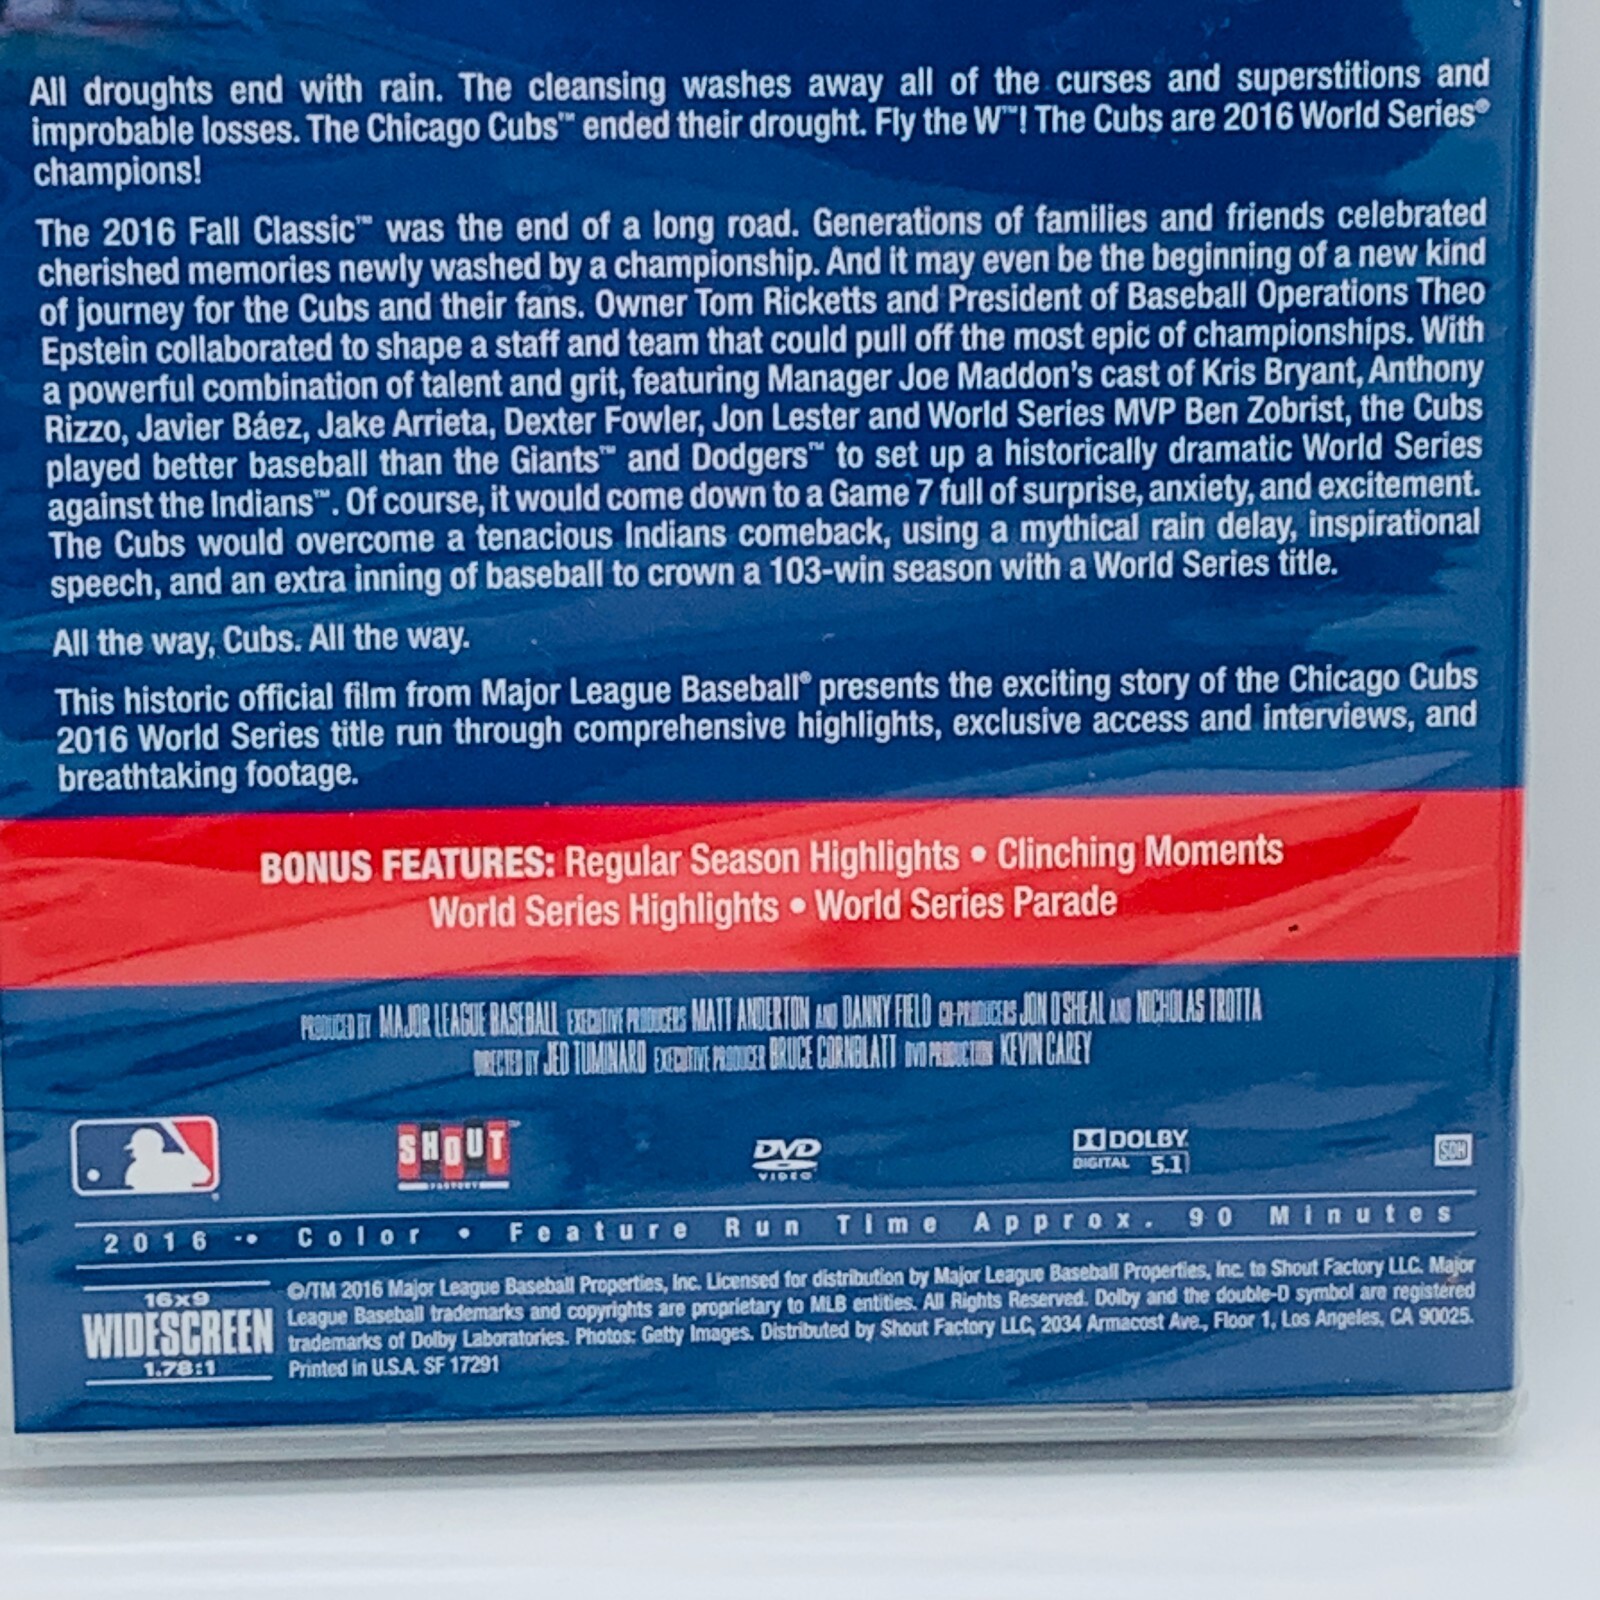 All droughts end with rain. The cleansing washes away all of the curses and superstitions and
improbable losses. The Chicago Cubs™ ended their drought. Fly the W™! The Cubs are 2016 World Series®
champions!
The 2016 Fall Classic™ was the end of a long road. Generations of families and friends celebrated
cherished memories newly washed by a championship. And it may even be the beginning of a new kind
of journey for the Cubs and their fans. Owner Tom Ricketts and President of Baseball Operations Theo
Epstein collaborated to shape a staff and team that could pull off the most epic of championships. With
a powerful combination of talent and grit, featuring Manager Joe Maddon's cast of Kris Bryant, Anthony
Rizzo, Javier Báez, Jake Arrieta, Dexter Fowler, Jon Lester and World Series MVP Ben Zobrist, the Cubs
played better baseball than the Giants™ and Dodgers™ to set up a historically dramatic World Series
against the Indians™. Of course, it would come down to a Game 7 full of surprise, anxiety, and excitement.
The Cubs would overcome a tenacious Indians comeback, using a mythical rain delay, inspirational
speech, and an extra inning of baseball to crown a 103-win season with a World Series title.
All the way, Cubs. All the way.
This historic official film from Major League Baseball® presents the exciting story of the Chicago Cubs
2016 World Series title run through comprehensive highlights, exclusive access and interviews, and
breathtaking footage.
BONUS FEATURES: Regular Season Highlights • Clinching Moments
World Series Highlights • World Series Parade
PRODUCED BY MAJOR LEAGUE BASEBALL EXECUTIVE PRODUCERS MATT ANDERTON AND DANNY FIELD CO-PRODUCERS JON O'SHEAL AND NICHOLAS TROTTA
DIRECTED BY JED TUMINARO EXECUTIVE PRODUCER BRUCE CORNBLATT DVD PRODUCTION KEVIN CAREY
SHOUT™
FACTORY
DVD
VIDEO
DOLBY
DIGITAL 5.1
SDH
2016 • Color • Feature Run Time Approx. 90 Minutes
16x9
WIDESCREEN
1.78:1
©/TM 2016 Major League Baseball Properties, Inc. Licensed for distribution by Major League Baseball Properties, Inc. to Shout Factory LLC. Major
League Baseball trademarks and copyrights are proprietary to MLB entities. All Rights Reserved. Dolby and the double-D symbol are registered
trademarks of Dolby Laboratories. Photos: Getty Images. Distributed by Shout Factory LLC, 2034 Armacost Ave., Floor 1, Los Angeles, CA 90025.
Printed in U.S.A. SF 17291